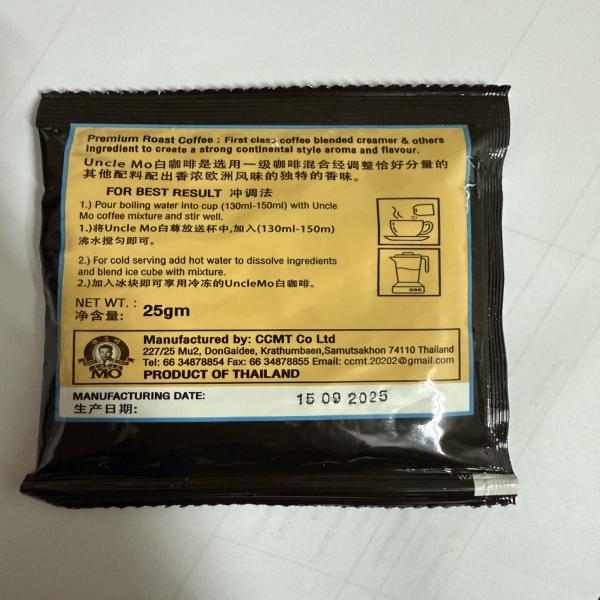 Premium Roast Coffee : First class coffee blended creamer & others
ingredient to create a strong continental style aroma and flavour.
Uncle Mo白咖啡是选用一级咖啡混合经调整恰好分量的
其他配料配出香浓欧洲风味的独特的香味。
FOR BEST RESULT 冲调法
1.) Pour boiling water into cup (130ml-150ml) with Uncle
Mo coffee mixture and stir well.
1.)将Uncle Mo白尊放送杯中,加入(130ml-150m)
沸水搅匀即可。
2.) For cold serving add hot water to dissolve ingredients
and blend ice cube with mixture.
2.)加入冰块即可享用冷冻的UncleMo白咖啡。
NET WT. :
净含量: 25gm
Manufactured by: CCMT Co Ltd
227/25 Mu2, DonGaidee, Krathumbaen,Samutsakhon 74110 Thailand
Tel: 66 34878854 Fax: 66 34878855 Email: ccmt.20202@gmail.com
MO PRODUCT OF THAILAND
MANUFACTURING DATE: 15 09 2025
生产日期: